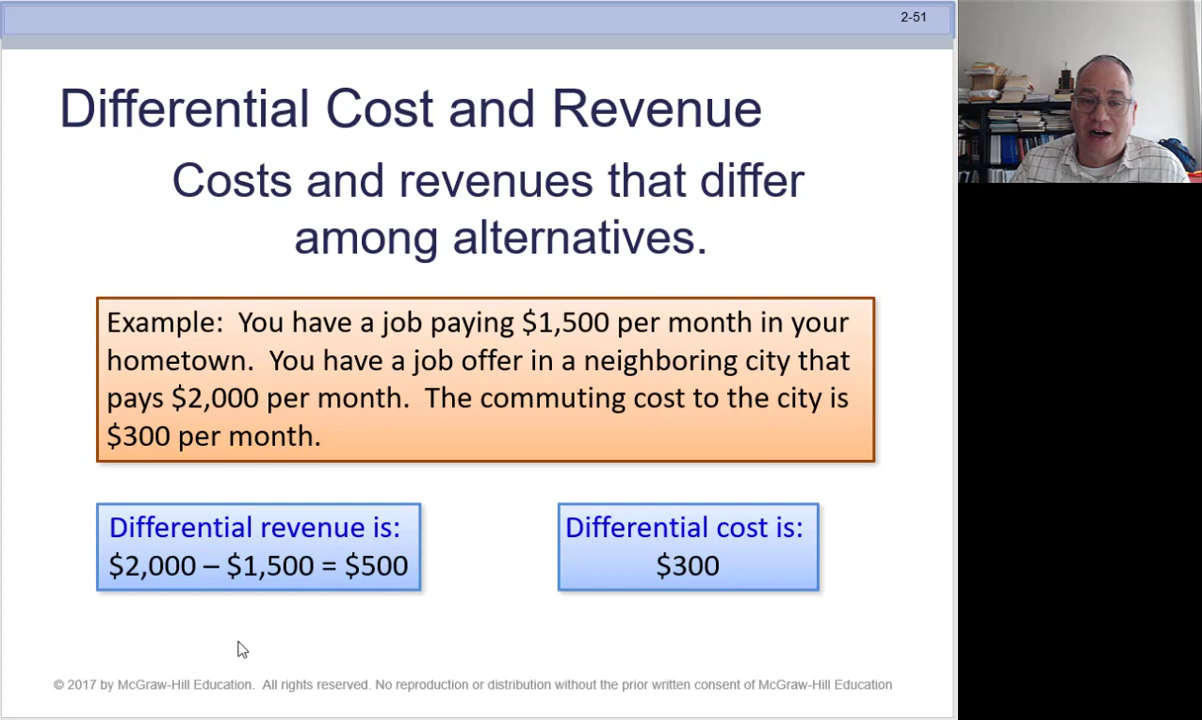 2-51
Differential Cost and Revenue
Costs and revenues that differ
among alternatives.
Example:  You have a job paying $1,500 per month in your
hometown.  You have a job offer in a neighboring city that
pays $2,000 per month.  The commuting cost to the city is
$300 per month.
Differential revenue is:
$2,000 – $1,500 = $500
Differential cost is:
$300
© 2017 by McGraw-Hill Education.  All rights reserved. No reproduction or distribution without the prior written consent of McGraw-Hill Education